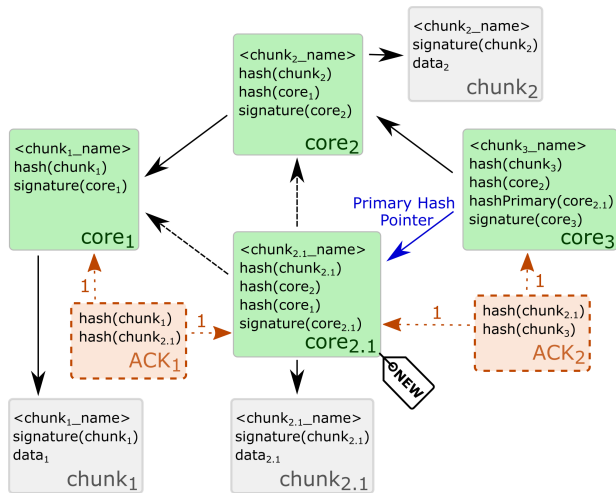 <chunk₂_name>
signature(chunk₂)
data₂
chunk₂
<chunk₂_name>
hash(chunk₂)
hash(core₁)
signature(core₂)
core₂
<chunk₁_name>
hash(chunk₁)
signature(core₁)
core₁
<chunk₃_name>
hash(chunk₃)
hash(core₂)
hashPrimary(core₂.₁)
signature(core₃)
core₃
Primary Hash
Pointer
<chunk₂.₁_name>
hash(chunk₂.₁)
hash(core₂)
hash(core₁)
signature(core₂.₁)
core₂.₁
NEW
1
1
hash(chunk₁)
hash(chunk₂.₁)
ACK₁
1
1
hash(chunk₂.₁)
hash(chunk₃)
ACK₂
<chunk₁_name>
signature(chunk₁)
data₁
chunk₁
<chunk₂.₁_name>
signature(chunk₂.₁)
data₂.₁
chunk₂.₁